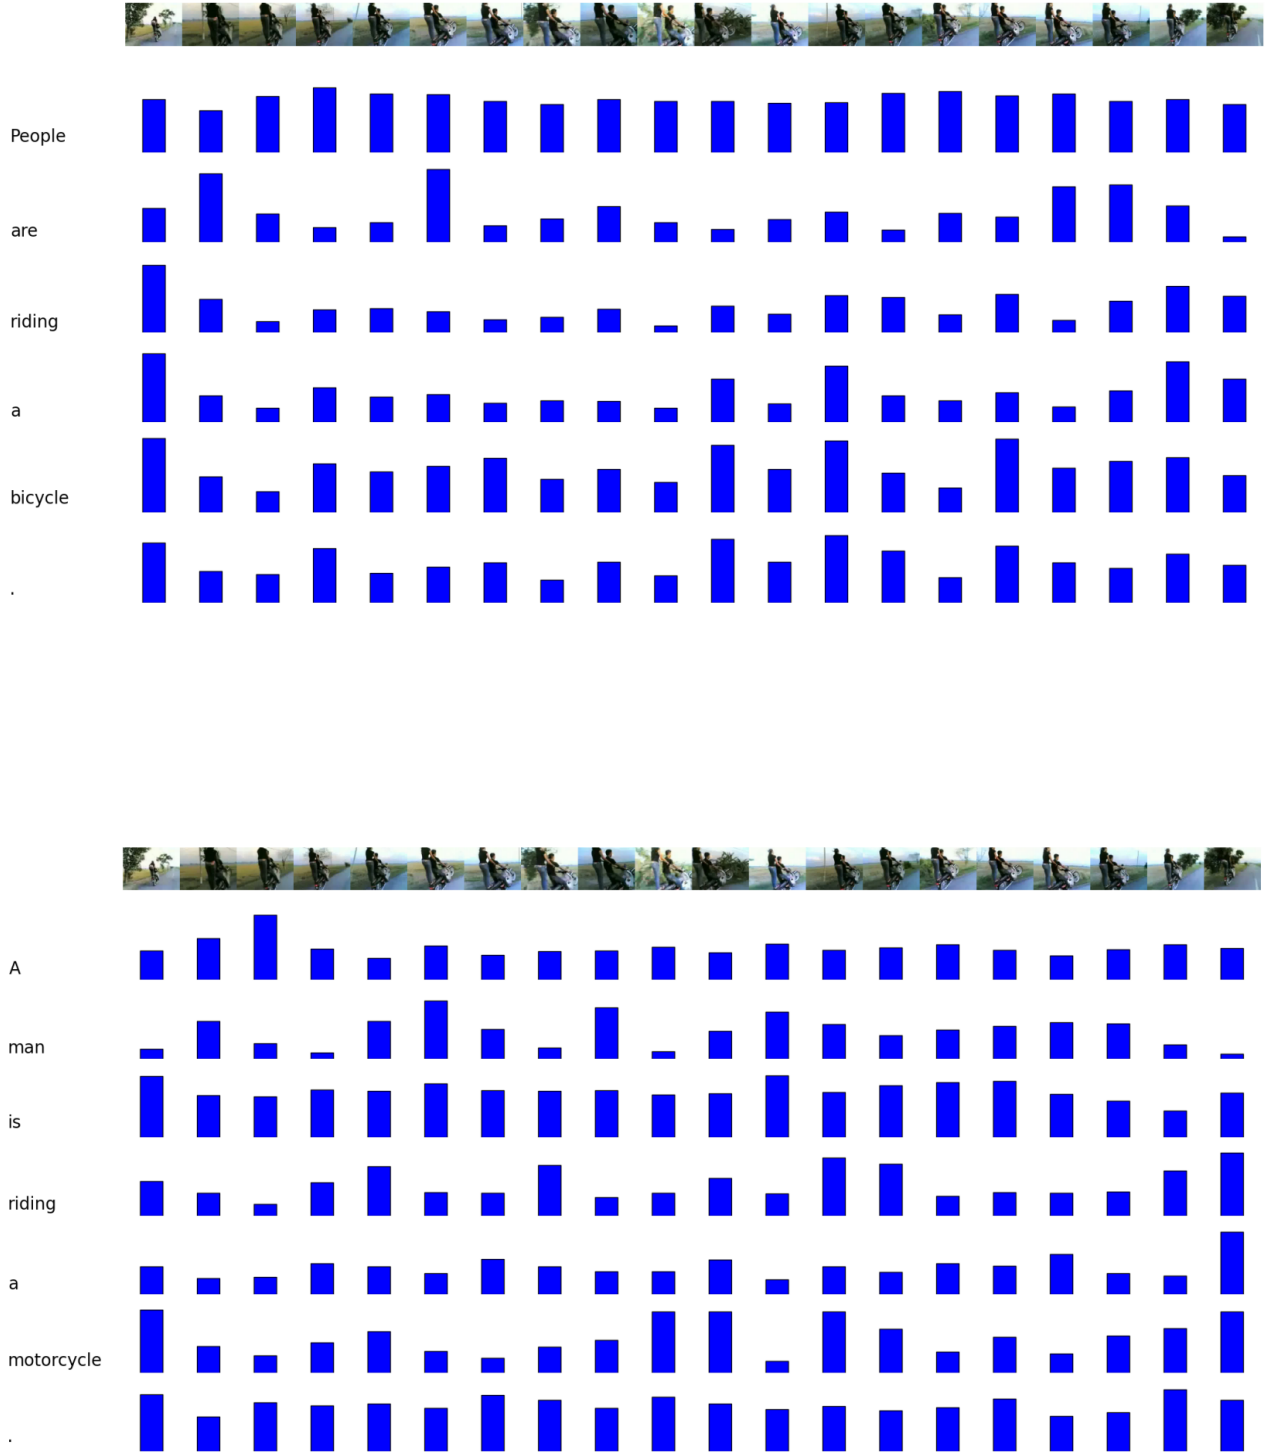 People
are
riding
a
bicycle
.
A
man
is
riding
a
motorcycle
.